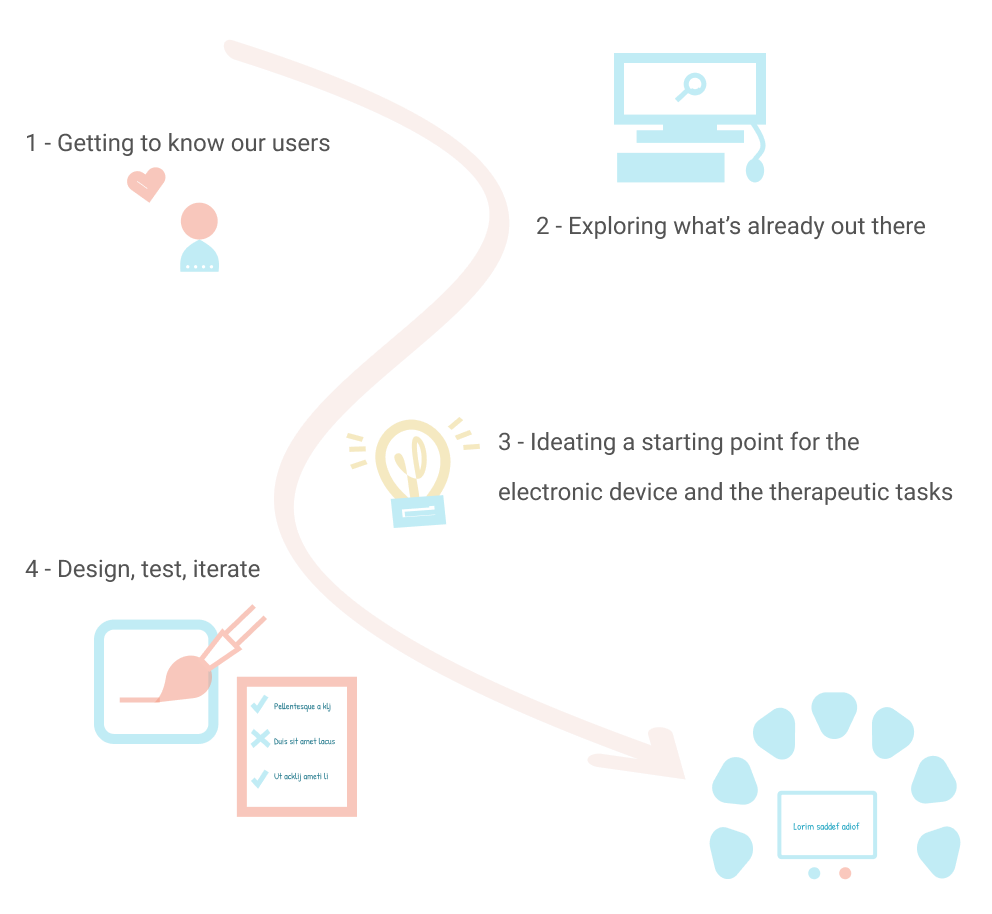 1 - Getting to know our users
2 - Exploring what’s already out there
3 - Ideating a starting point for the
electronic device and the therapeutic tasks
4 - Design, test, iterate
Pellentesque a klj
Duis sit amet lacus
Ut acklij ameti li
Lorim saddef adiof